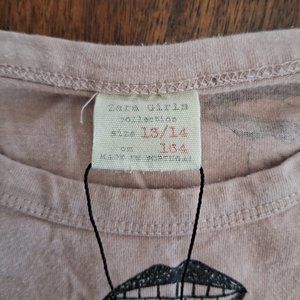 Zara Girls
collection
size 13/14
cm 164
MADE IN PORTUGAL